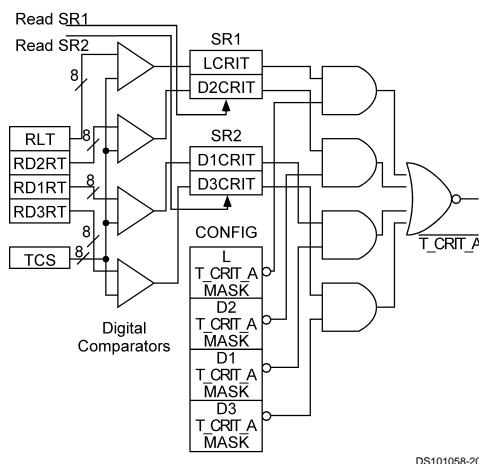 Read SR1
Read SR2
SR1
LCRIT
D2CRIT
8
8
8
8
8
RLT
RD2RT
RD1RT
RD3RT
TCS
SR2
D1CRIT
D3CRIT
T_CRIT_A
CONFIG
L
T_CRIT_A
MASK
D2
T_CRIT_A
MASK
D1
T_CRIT_A
MASK
D3
T_CRIT_A
MASK
Digital
Comparators
DS101058-20